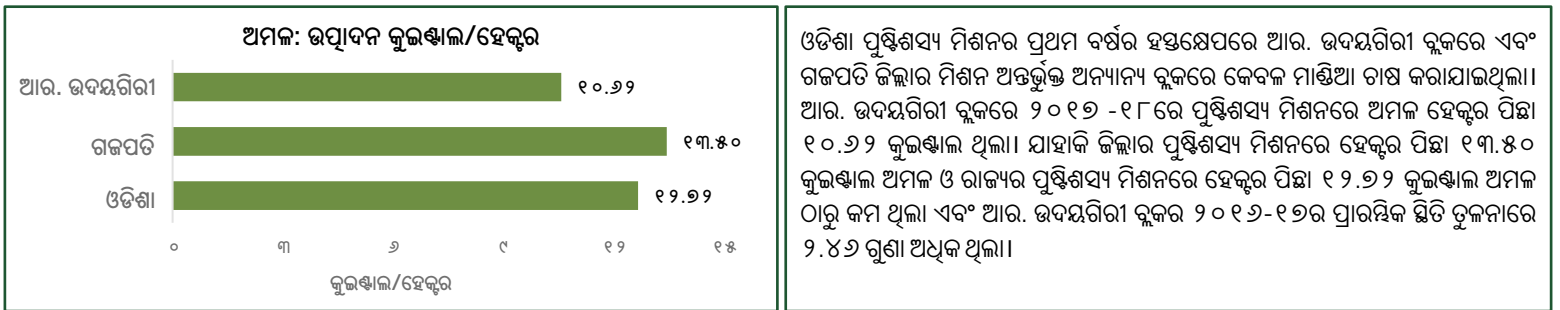 ଅମଳ: ଉତ୍ପାଦନ କୁଇଣ୍ଟାଲ/ହେକ୍ଟର
ଆର. ଉଦୟଗିରୀ
୧୦.୬୨
ଗଜପତି
୧୩.୫୦
ଓଡିଶା
୧୨.୭୨
୦ ୩ ୬ ୯ ୧୨ ୧୫
କୁଇଣ୍ଟାଲ/ହେକ୍ଟର
ଓଡିଶା ପୁଷ୍ଟିଶସ୍ୟ ମିଶନର ପ୍ରଥମ ବର୍ଷର ହସ୍ତକ୍ଷେପରେ ଆର. ଉଦୟଗିରୀ ବ୍ଲକରେ ଏବଂ
ଗଜପତି ଜିଲ୍ଲାର ମିଶନ ଅନ୍ତର୍ଭୁକ୍ତ ଅନ୍ୟାନ୍ୟ ବ୍ଲକରେ କେବଳ ମାଣ୍ଡିଆ ଚାଷ କରାଯାଇଥିଲା।
ଆର. ଉଦୟଗିରୀ ବ୍ଲକରେ ୨୦୧୭ -୧୮ରେ ପୁଷ୍ଟିଶସ୍ୟ ମିଶନରେ ଅମଳ ହେକ୍ଟର ପିଛା
୧୦.୬୨ କୁଇଣ୍ଟାଲ ଥିଲା। ଯାହାକି ଜିଲ୍ଲାର ପୁଷ୍ଟିଶସ୍ୟ ମିଶନରେ ହେକ୍ଟର ପିଛା ୧୩.୫୦
କୁଇଣ୍ଟାଲ ଅମଳ ଓ ରାଜ୍ୟର ପୁଷ୍ଟିଶସ୍ୟ ମିଶନରେ ହେକ୍ଟର ପିଛା ୧୨.୭୨ କୁଇଣ୍ଟାଲ ଅମଳ
ଠାରୁ କମ ଥିଲା ଏବଂ ଆର. ଉଦୟଗିରୀ ବ୍ଲକର ୨୦୧୬-୧୭ର ପ୍ରାରମ୍ଭିକ ସ୍ଥିତି ତୁଳନାରେ
୨.୪୬ ଗୁଣା ଅଧିକ ଥିଲା।